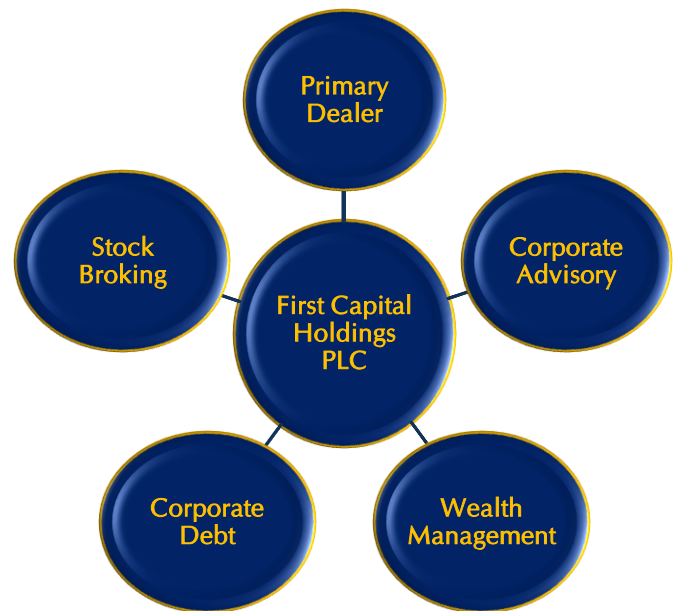 Primary
Dealer
Stock
Broking
Corporate
Advisory
First Capital
Holdings
PLC
Corporate
Debt
Wealth
Management